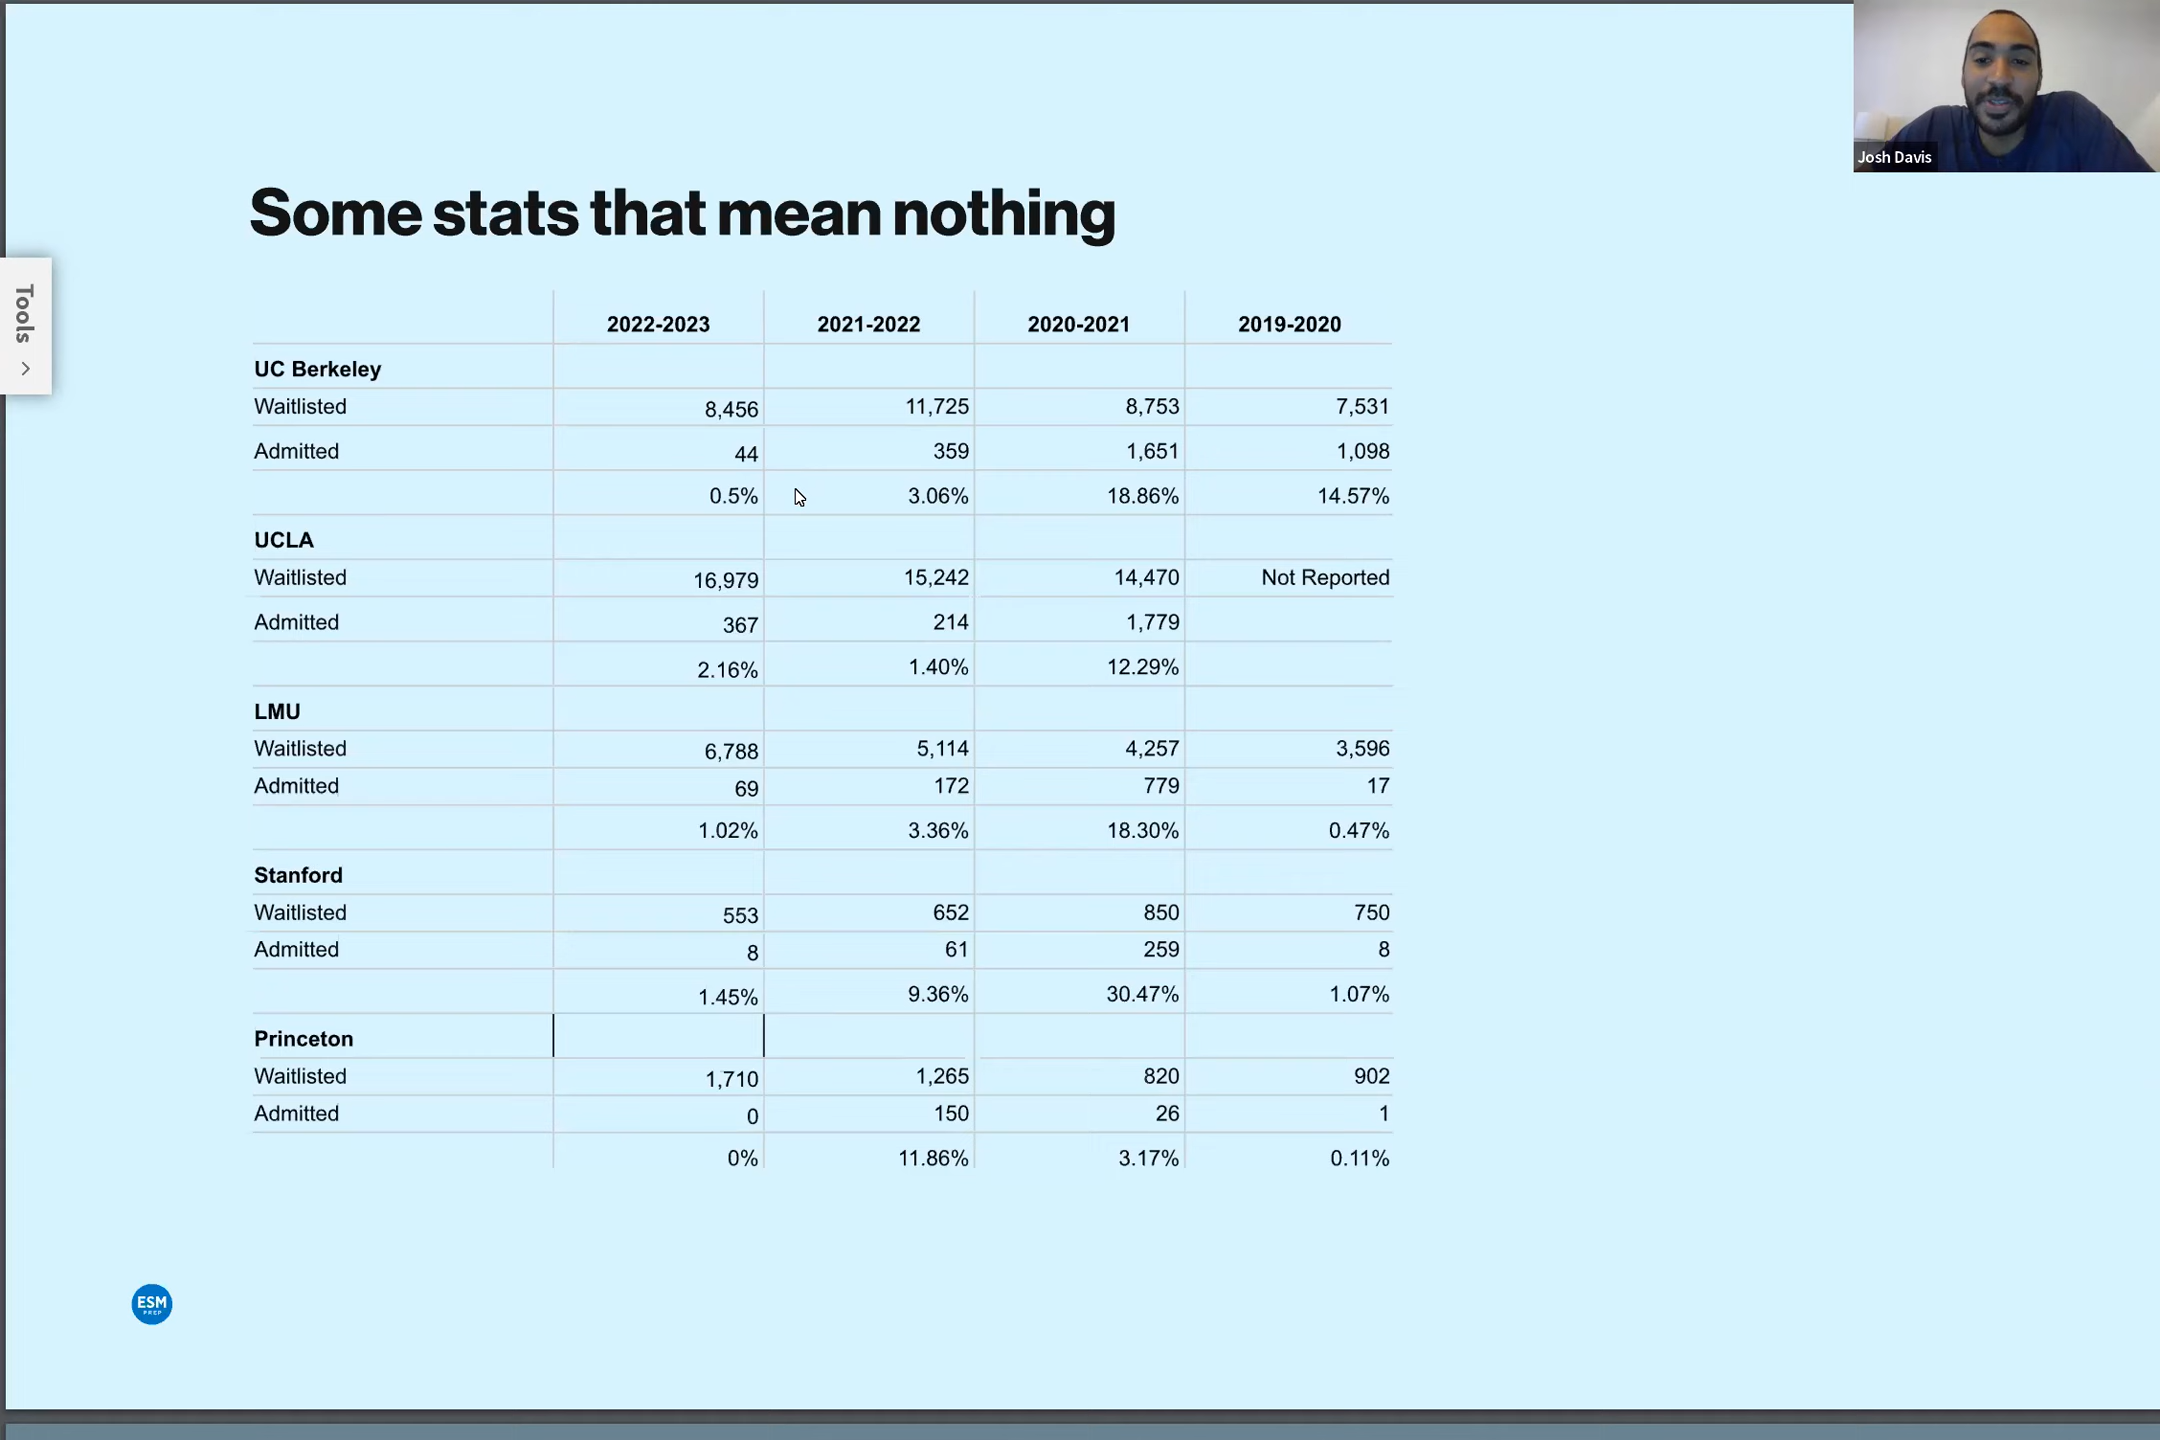 Josh Davis
Some stats that mean nothing
Tools
2022-2023 2021-2022 2020-2021 2019-2020
UC Berkeley
Waitlisted 8,456 11,725 8,753 7,531
Admitted 44 359 1,651 1,098
0.5% 3.06% 18.86% 14.57%
UCLA
Waitlisted 16,979 15,242 14,470 Not Reported
Admitted 367 214 1,779
2.16% 1.40% 12.29%
LMU
Waitlisted 6,788 5,114 4,257 3,596
Admitted 69 172 779 17
1.02% 3.36% 18.30% 0.47%
Stanford
Waitlisted 553 652 850 750
Admitted 8 61 259 8
1.45% 9.36% 30.47% 1.07%
Princeton
Waitlisted 1,710 1,265 820 902
Admitted 0 150 26 1
0% 11.86% 3.17% 0.11%
ESM
PREP